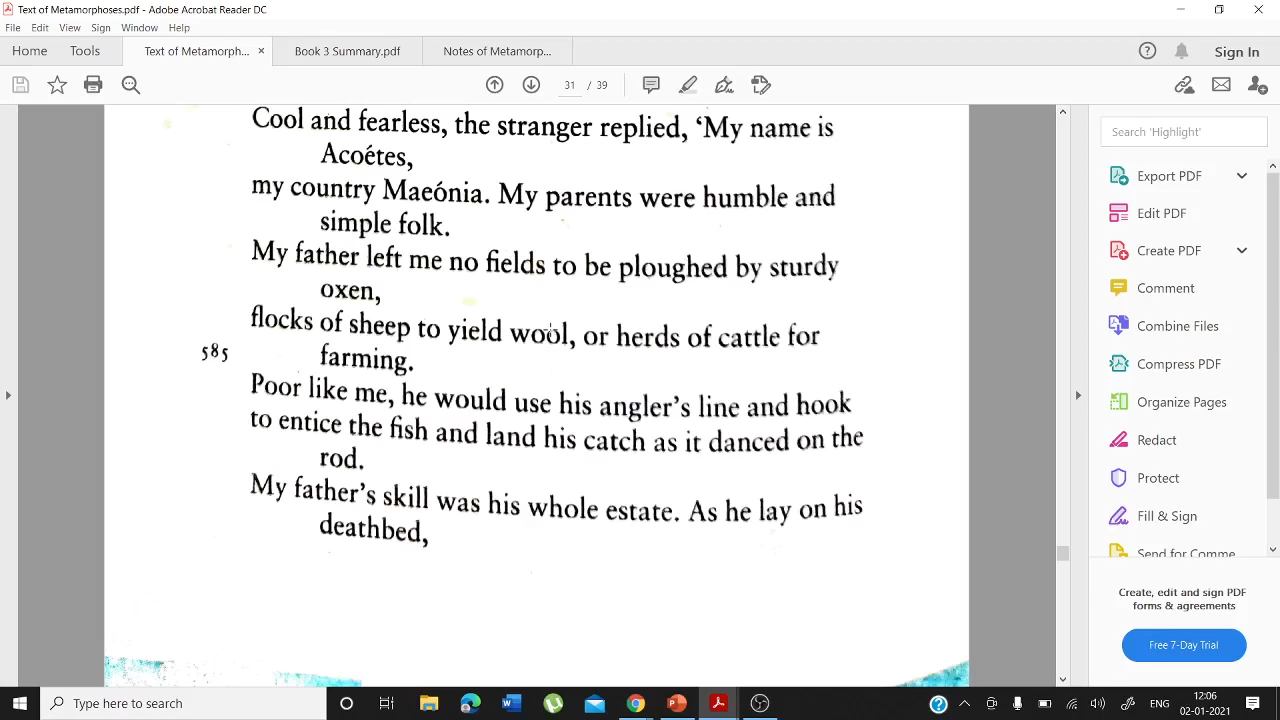 Text of Metamorphoses.pdf - Adobe Acrobat Reader DC
File Edit View Sign Window Help
Home Tools Text of Metamorph... × Book 3 Summary.pdf Notes of Metamorp... Sign In
31 / 39
Cool and fearless, the stranger replied, ‘My name is
Acoétes,
my country Maeónia. My parents were humble and
simple folk.
My father left me no fields to be ploughed by sturdy
oxen,
flocks of sheep to yield wool, or herds of cattle for
585 farming.
Poor like me, he would use his angler's line and hook
to entice the fish and land his catch as it danced on the
rod.
My father's skill was his whole estate. As he lay on his
deathbed,
Search 'Highlight'
Export PDF
Edit PDF
Create PDF
Comment
Combine Files
Compress PDF
Organize Pages
Redact
Protect
Fill & Sign
Send for Comme
Create, edit and sign PDF
forms & agreements
Free 7-Day Trial
Type here to search
ENG 12:06
02-01-2021